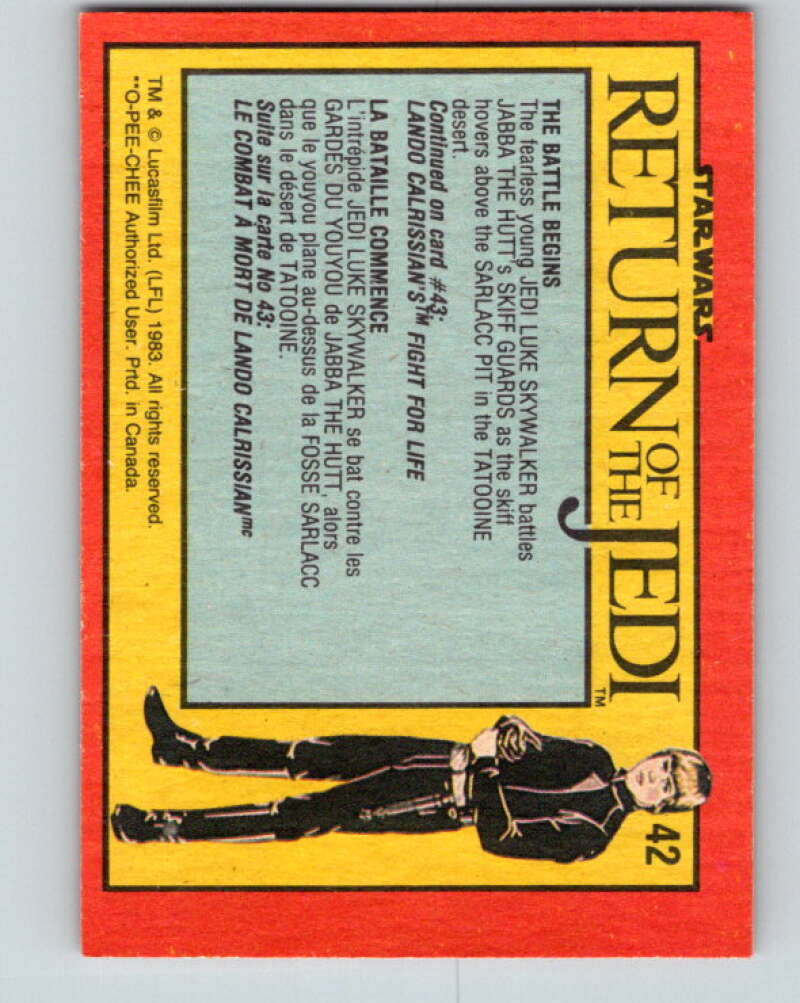 STAR WARS
RETURN OF THE JEDI™
42
THE BATTLE BEGINS
The fearless young JEDI LUKE SKYWALKER battles
JABBA THE HUTT's SKIFF GUARDS as the skiff
hovers above the SARLACC PIT in the TATOOINE
desert.
Continued on card #43:
LANDO CALRISSIAN'S™ FIGHT FOR LIFE
LA BATAILLE COMMENCE
L'intrépide JEDI LUKE SKYWALKER se bat contre les
GARDES DU YOUYOU de JABBA THE HUTT, alors
que le youyou plane au-dessus de la FOSSE SARLACC
dans le désert de TATOOINE.
Suite sur la carte No 43:
LE COMBAT À MORT DE LANDO CALRISSIANmc
TM & © Lucasfilm Ltd. (LFL) 1983. All rights reserved.
**O-PEE-CHEE Authorized User. Prtd. in Canada.